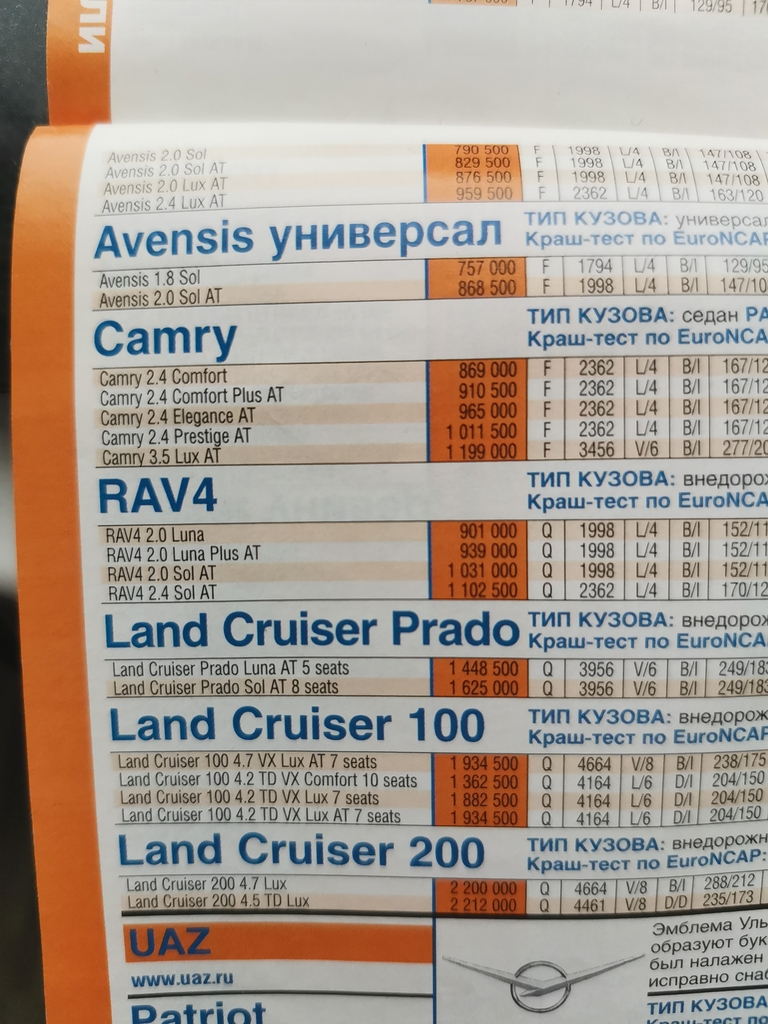 ЛИ
1794 L/4 B/I 129/95
Avensis 2.0 Sol 790 500 F 1998 L/4 B/I 147/108
Avensis 2.0 Sol AT 829 500 F 1998 L/4 B/I 147/108
Avensis 2.0 Lux AT 876 500 F 1998 L/4 B/I 147/108
Avensis 2.4 Lux AT 959 500 F 2362 L/4 B/I 163/120
Avensis универсал ТИП КУЗОВА: универсал
Краш-тест по EuroNCAP
Avensis 1.8 Sol 757 000 F 1794 L/4 B/I 129/95
Avensis 2.0 Sol AT 868 500 F 1998 L/4 B/I 147/10
Camry ТИП КУЗОВА: седан РА
Краш-тест по EuroNCA
Camry 2.4 Comfort 869 000 F 2362 L/4 B/I 167/12
Camry 2.4 Comfort Plus AT 910 500 F 2362 L/4 B/I 167/12
Camry 2.4 Elegance AT 965 000 F 2362 L/4 B/I 167/12
Camry 2.4 Prestige AT 1 011 500 F 2362 L/4 B/I 167/12
Camry 3.5 Lux AT 1 199 000 F 3456 V/6 B/I 277/20
RAV4 ТИП КУЗОВА: внедорож
Краш-тест по EuroNCA
RAV4 2.0 Luna 901 000 Q 1998 L/4 B/I 152/11
RAV4 2.0 Luna Plus AT 939 000 Q 1998 L/4 B/I 152/11
RAV4 2.0 Sol AT 1 031 000 Q 1998 L/4 B/I 152/11
RAV4 2.4 Sol AT 1 102 500 Q 2362 L/4 B/I 170/12
Land Cruiser Prado ТИП КУЗОВА: внедорож
Краш-тест по EuroNCA
Land Cruiser Prado Luna AT 5 seats 1 448 500 Q 3956 V/6 B/I 249/183
Land Cruiser Prado Sol AT 8 seats 1 625 000 Q 3956 V/6 B/I 249/183
Land Cruiser 100 ТИП КУЗОВА: внедорож
Краш-тест по EuroNCAP
Land Cruiser 100 4.7 VX Lux AT 7 seats 1 934 500 Q 4664 V/8 B/I 238/175
Land Cruiser 100 4.2 TD VX Comfort 10 seats 1 362 500 Q 4164 L/6 D/I 204/150
Land Cruiser 100 4.2 TD VX Lux 7 seats 1 882 500 Q 4164 L/6 D/I 204/150
Land Cruiser 100 4.2 TD VX Lux AT 7 seats 1 934 500 Q 4164 L/6 D/I 204/150
Land Cruiser 200 ТИП КУЗОВА: внедорожн
Краш-тест по EuroNCAP:
Land Cruiser 200 4.7 Lux 2 200 000 Q 4664 V/8 B/I 288/212
Land Cruiser 200 4.5 TD Lux 2 212 000 Q 4461 V/8 D/D 235/173
UAZ
www.uaz.ru
Эмблема Уль
образуют бук
был налажен
исправно снаб
Patriot ТИП КУЗОВА